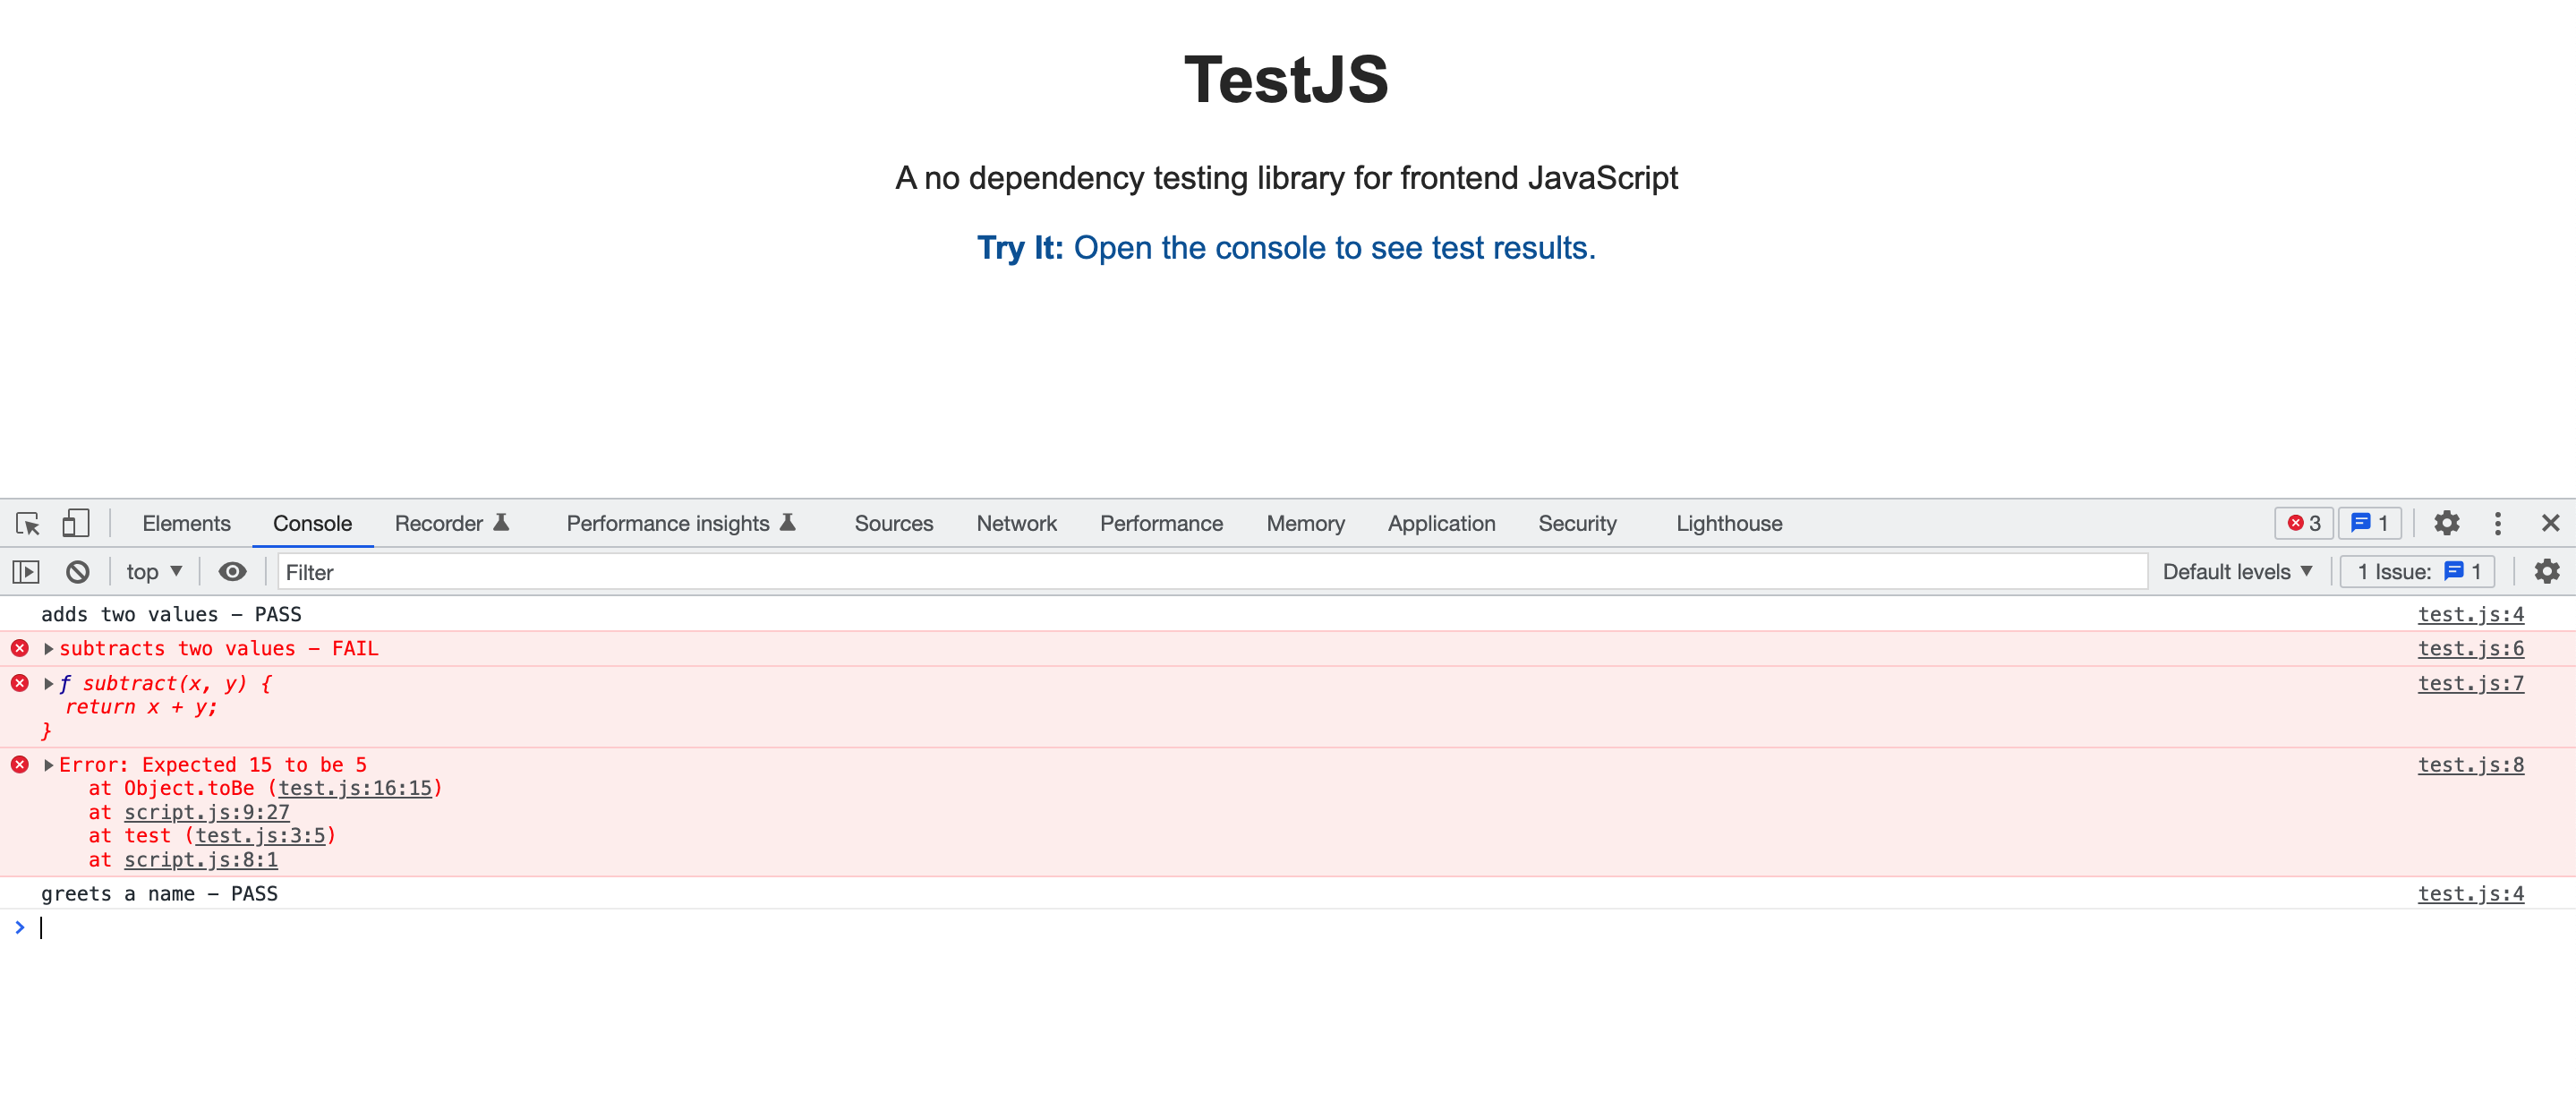 TestJS
A no dependency testing library for frontend JavaScript
Try It: Open the console to see test results.
Elements Console Recorder Performance insights Sources Network Performance Memory Application Security Lighthouse 3 1
top Filter Default levels 1 Issue: 1
adds two values – PASS test.js:4
subtracts two values – FAIL test.js:6
ƒ subtract(x, y) { test.js:7
return x + y;
}
Error: Expected 15 to be 5 test.js:8
at Object.toBe (test.js:16:15)
at script.js:9:27
at test (test.js:3:5)
at script.js:8:1
greets a name – PASS test.js:4